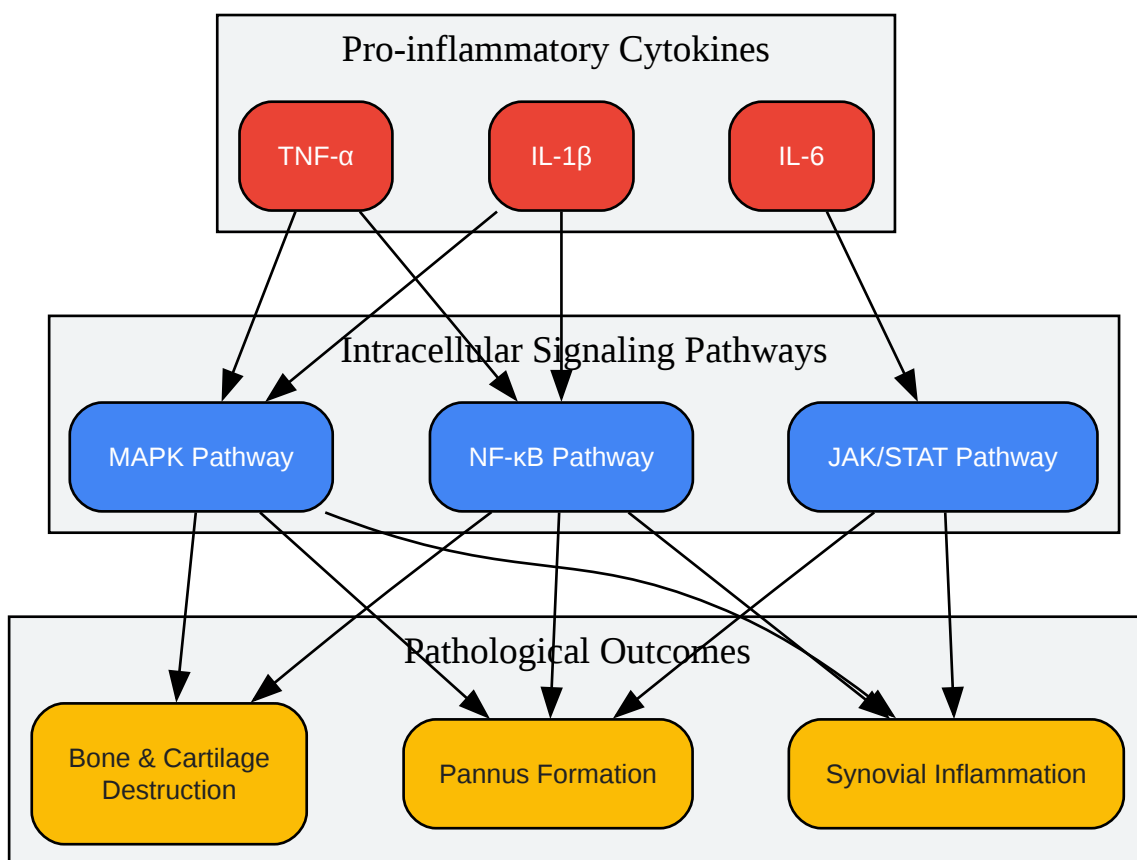 Pro-inflammatory Cytokines
TNF-α
IL-1β
IL-6
Intracellular Signaling Pathways
MAPK Pathway
NF-κB Pathway
JAK/STAT Pathway
Pathological Outcomes
Bone & Cartilage
Destruction
Pannus Formation
Synovial Inflammation